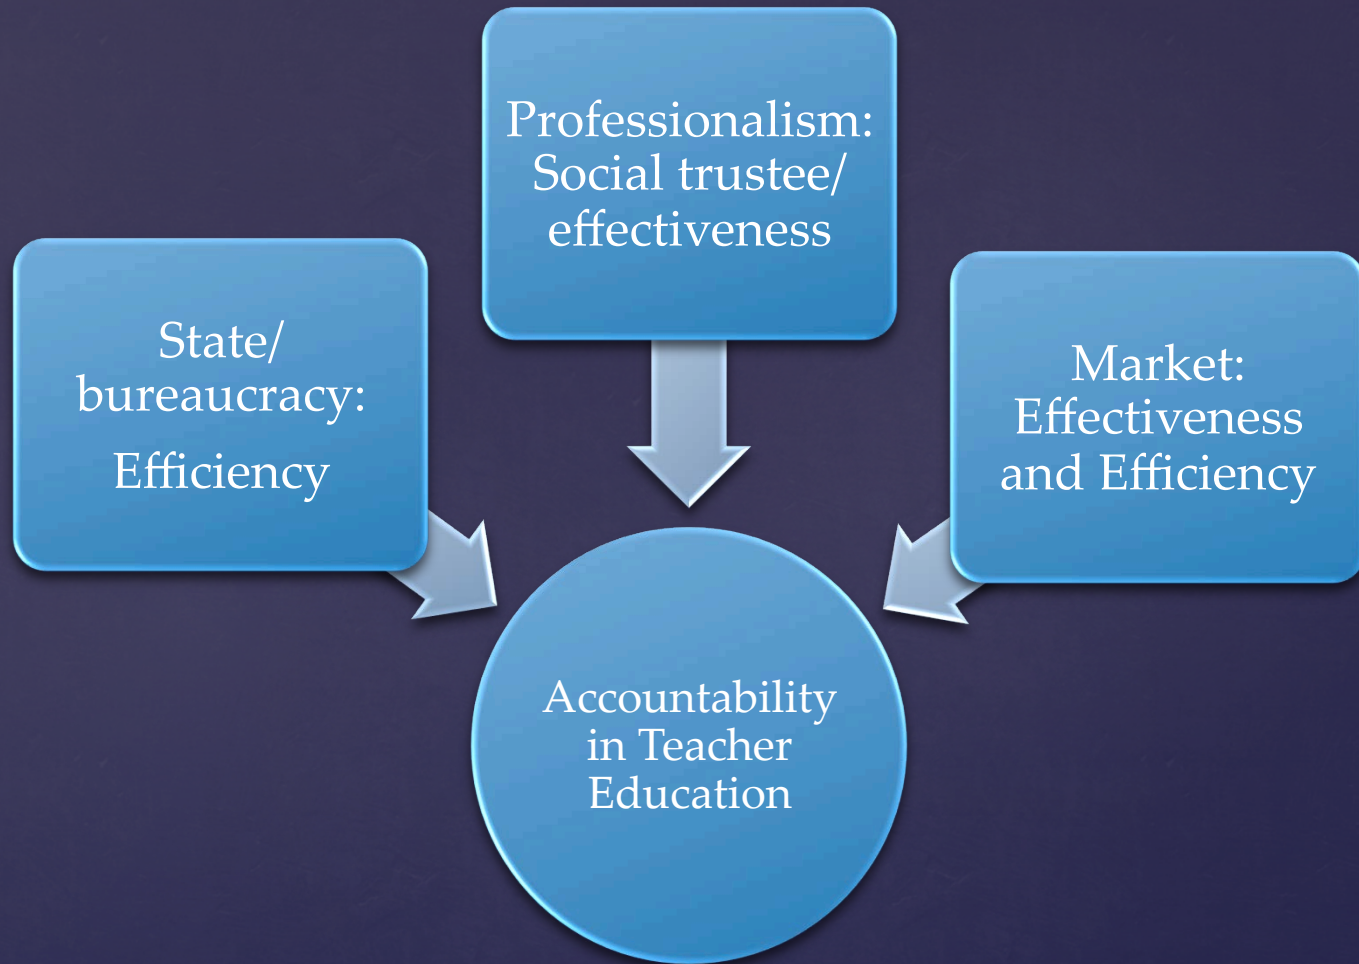 Professionalism:
Social trustee/
effectiveness
State/
bureaucracy:
Efficiency
Market:
Effectiveness
and Efficiency
Accountability
in Teacher
Education